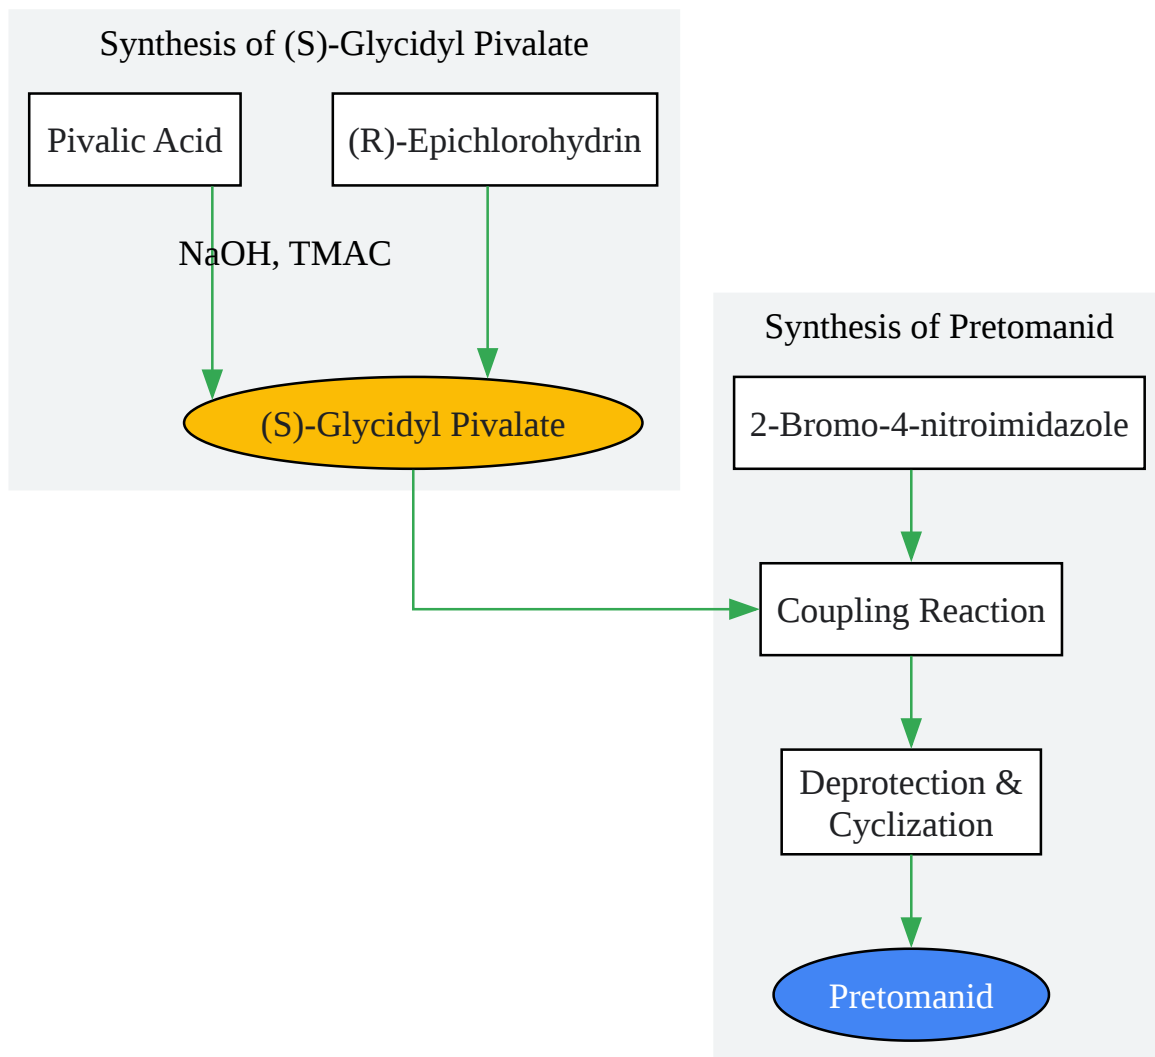 Synthesis of (S)-Glycidyl Pivalate
Pivalic Acid
(R)-Epichlorohydrin
NaOH, TMAC
(S)-Glycidyl Pivalate
Synthesis of Pretomanid
2-Bromo-4-nitroimidazole
Coupling Reaction
Deprotection &
Cyclization
Pretomanid